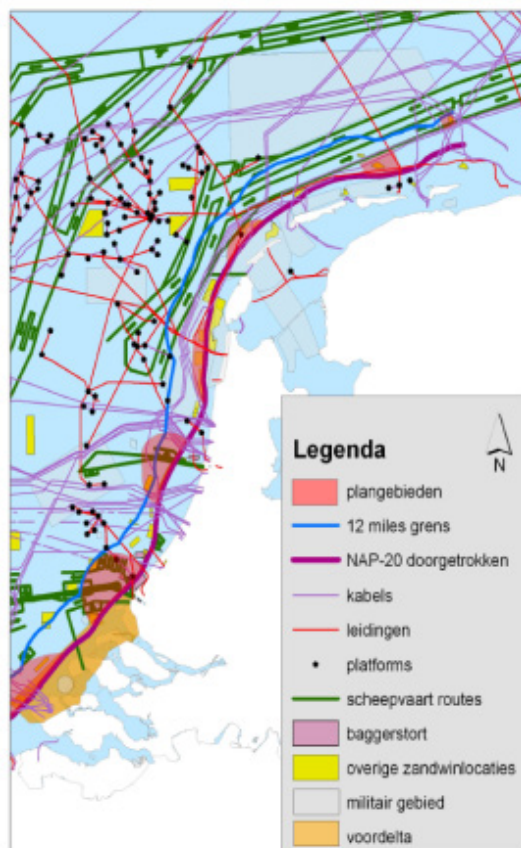 Legenda
N
plangebieden
12 miles grens
NAP-20 doorgetrokken
kabels
leidingen
platforms
scheepvaart routes
baggerstort
overige zandwinlocaties
militair gebied
voordelta